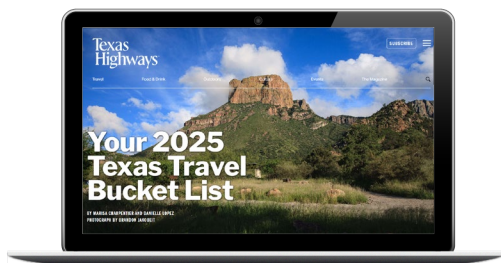 Texas
Highways
SUBSCRIBE
Travel
Food & Drink
Events
The Magazine
Your 2025
Texas Travel
Bucket List
BY MARISA CHARPENTIER AND DANIELLE LOPEZ
PHOTOGRAPH BY BRANDON JAKOBEIT